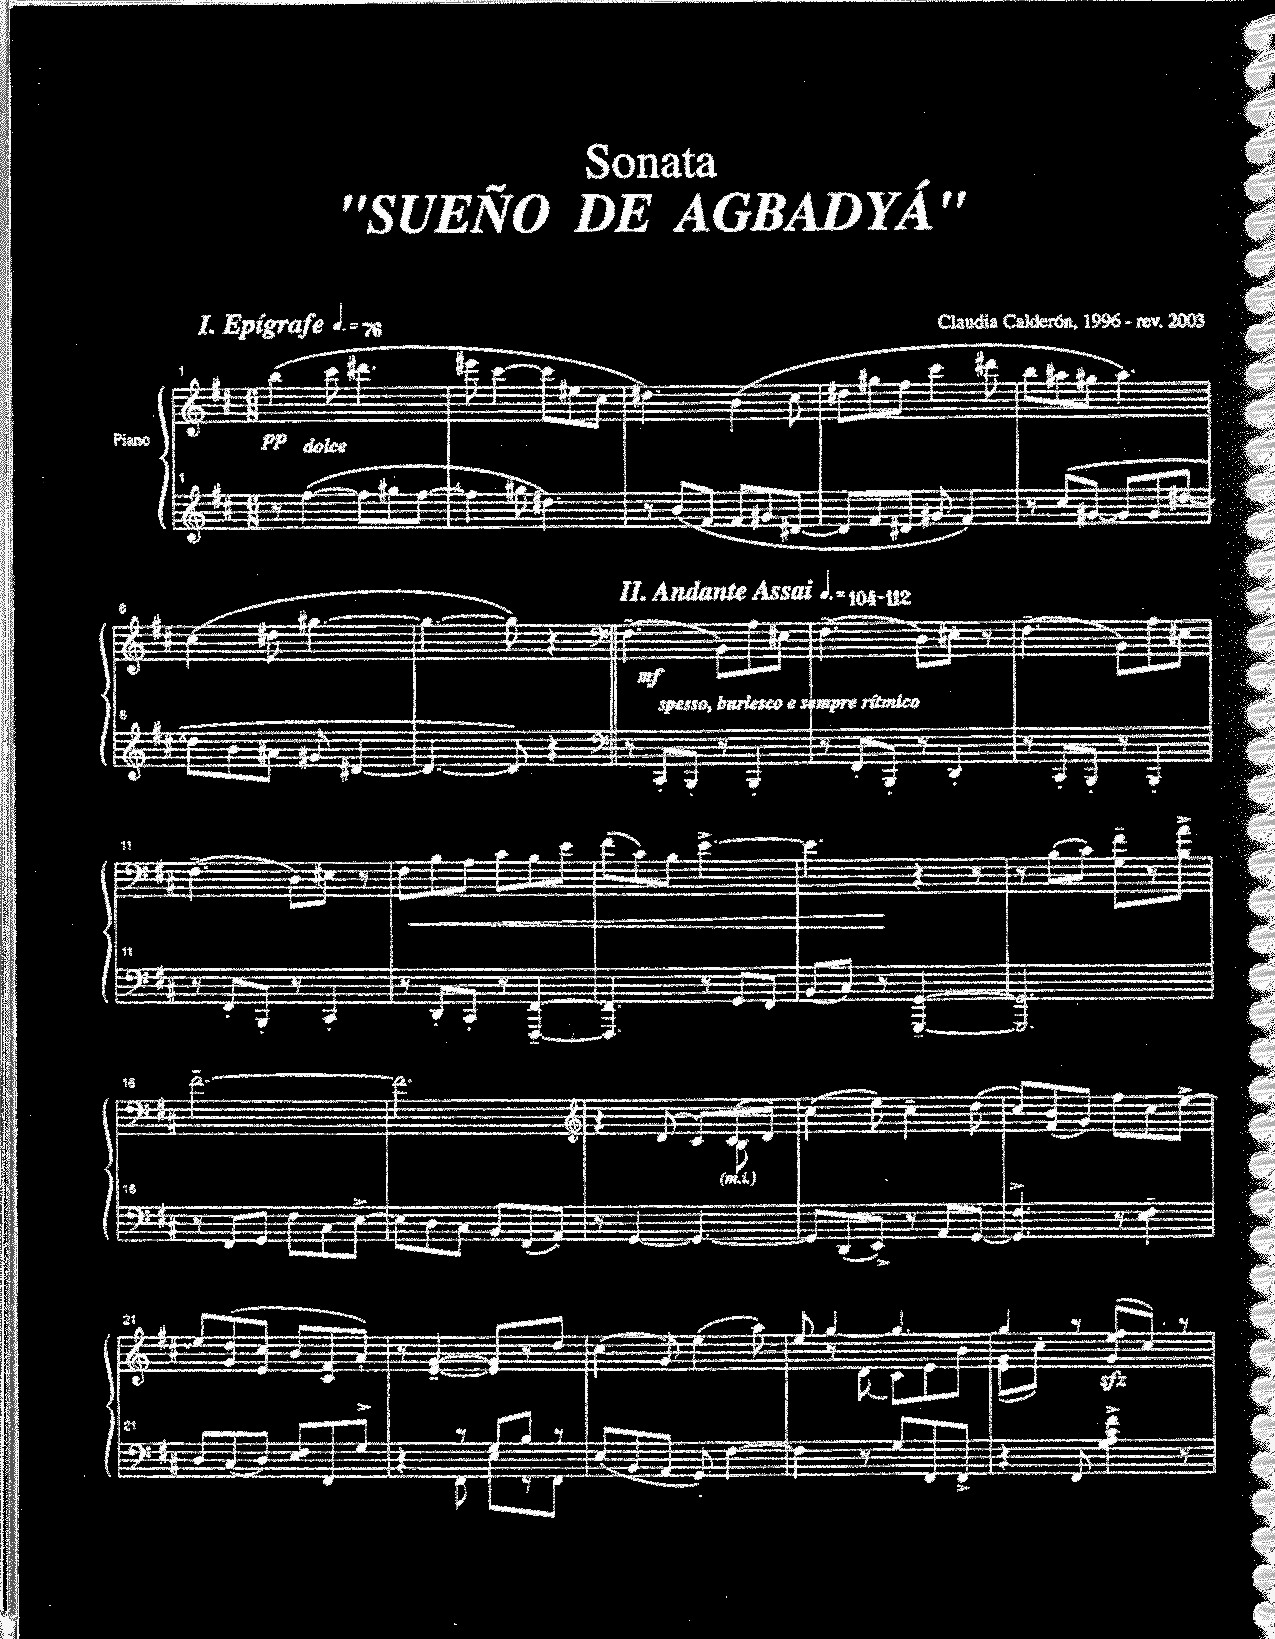 Sonata
"SUEÑO DE AGBADYÁ"
I. Epígrafe ♩. = 76
Claudia Calderón, 1996 - rev. 2003
1
Piano
pp dolce
1
II. Andante Assai ♩. = 104-112
6
mf
spesso, burlesco e sempre rítmico
6
11
11
16
(m.i.)
16
21
sfz
21